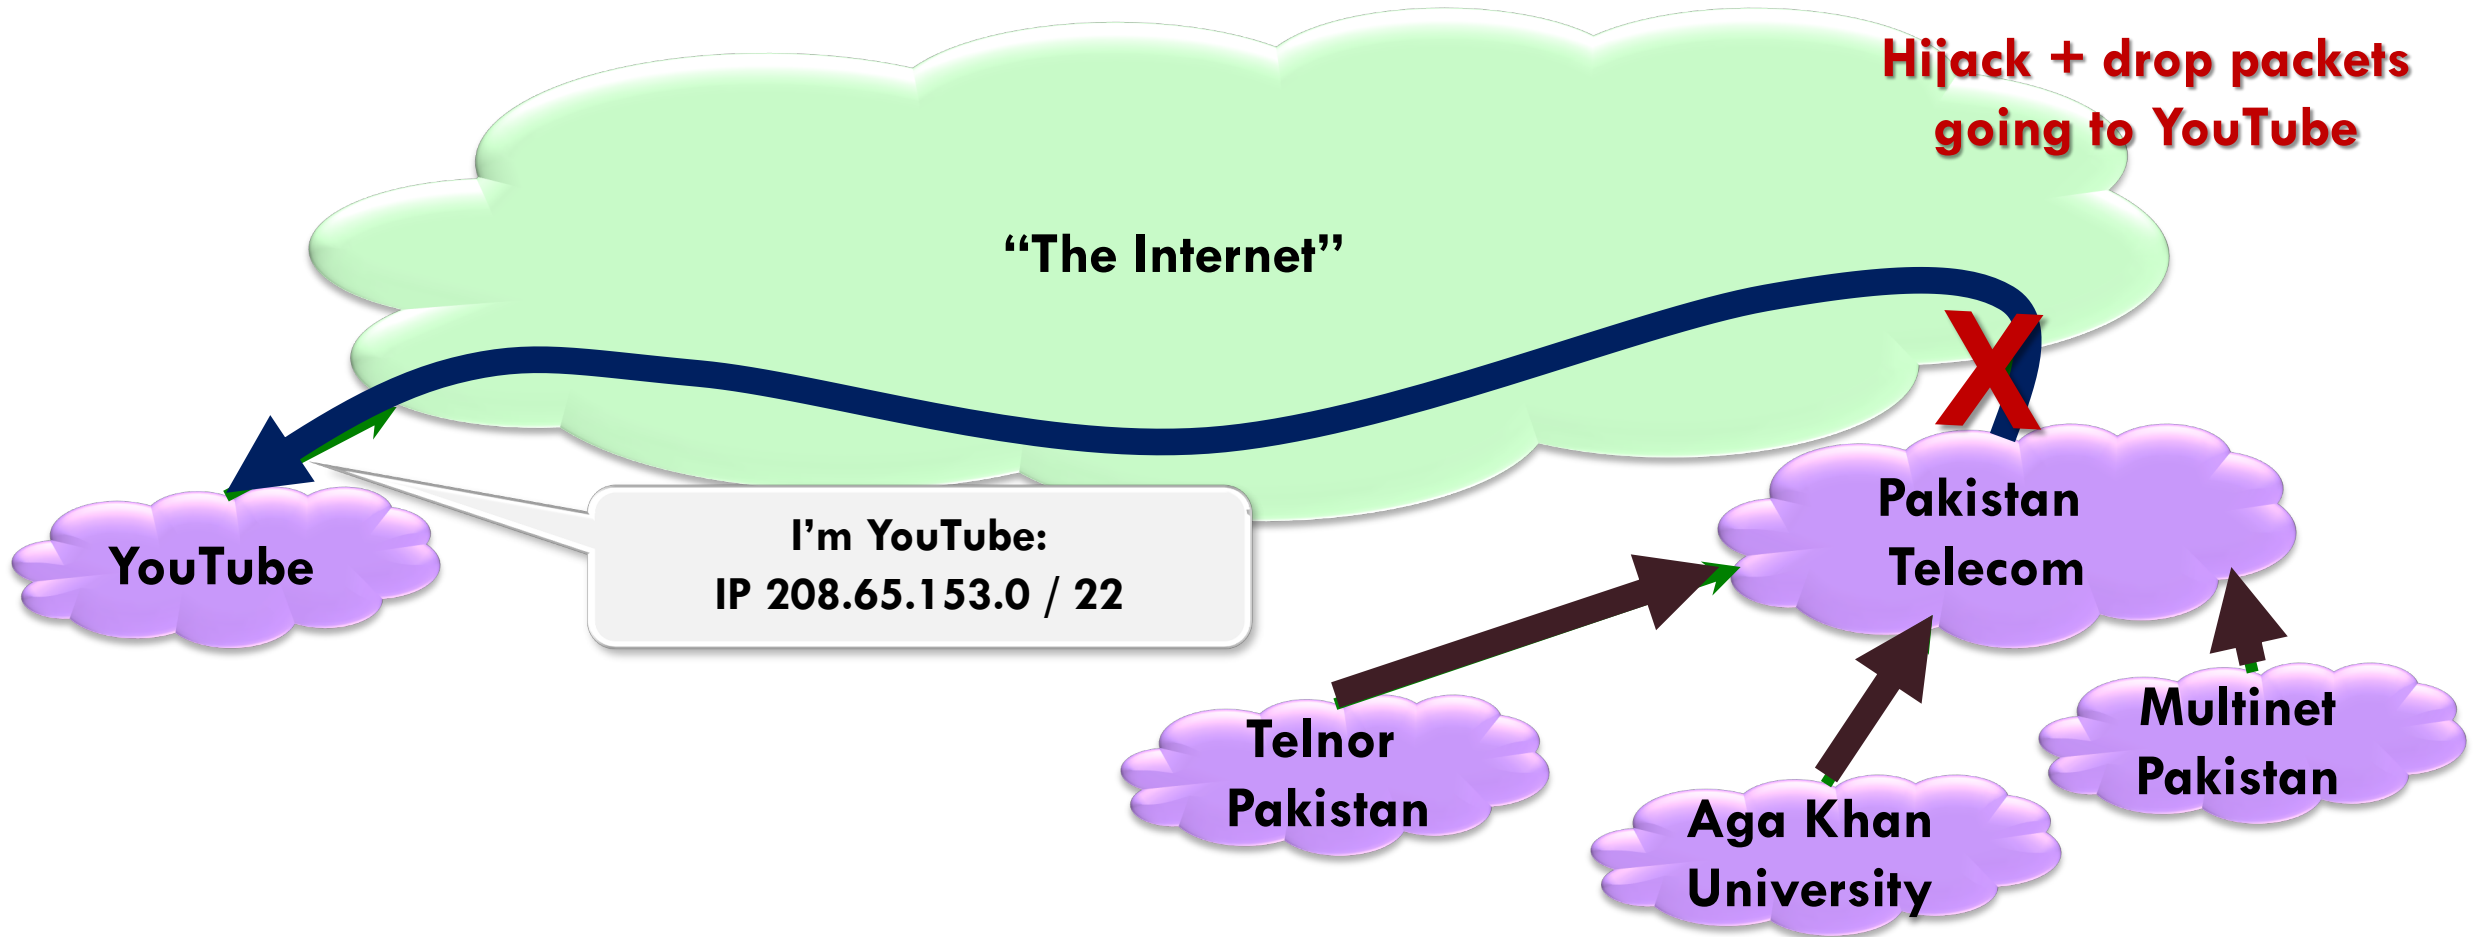 Hijack + drop packets
going to YouTube
“The Internet”
X
YouTube
I’m YouTube:
IP 208.65.153.0 / 22
Pakistan
Telecom
Telnor
Pakistan
Aga Khan
University
Multinet
Pakistan